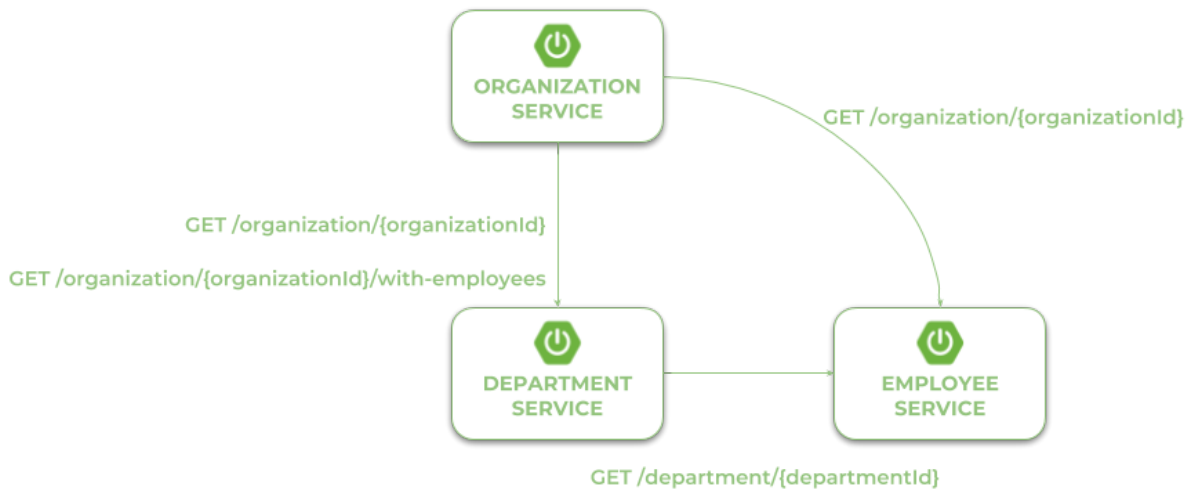 ORGANIZATION
SERVICE
GET /organization/{organizationId}
GET /organization/{organizationId}
GET /organization/{organizationId}/with-employees
DEPARTMENT
SERVICE
EMPLOYEE
SERVICE
GET /department/{departmentId}